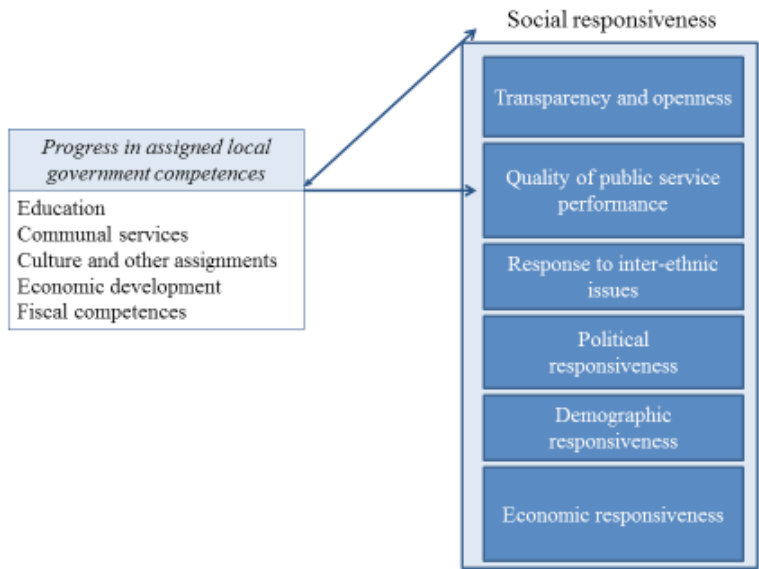 Social responsiveness
Transparency and openness
Progress in assigned local
government competences
Education
Communal services
Culture and other assignments
Economic development
Fiscal competences
Quality of public service
performance
Response to inter-ethnic
issues
Political
responsiveness
Demographic
responsiveness
Economic responsiveness